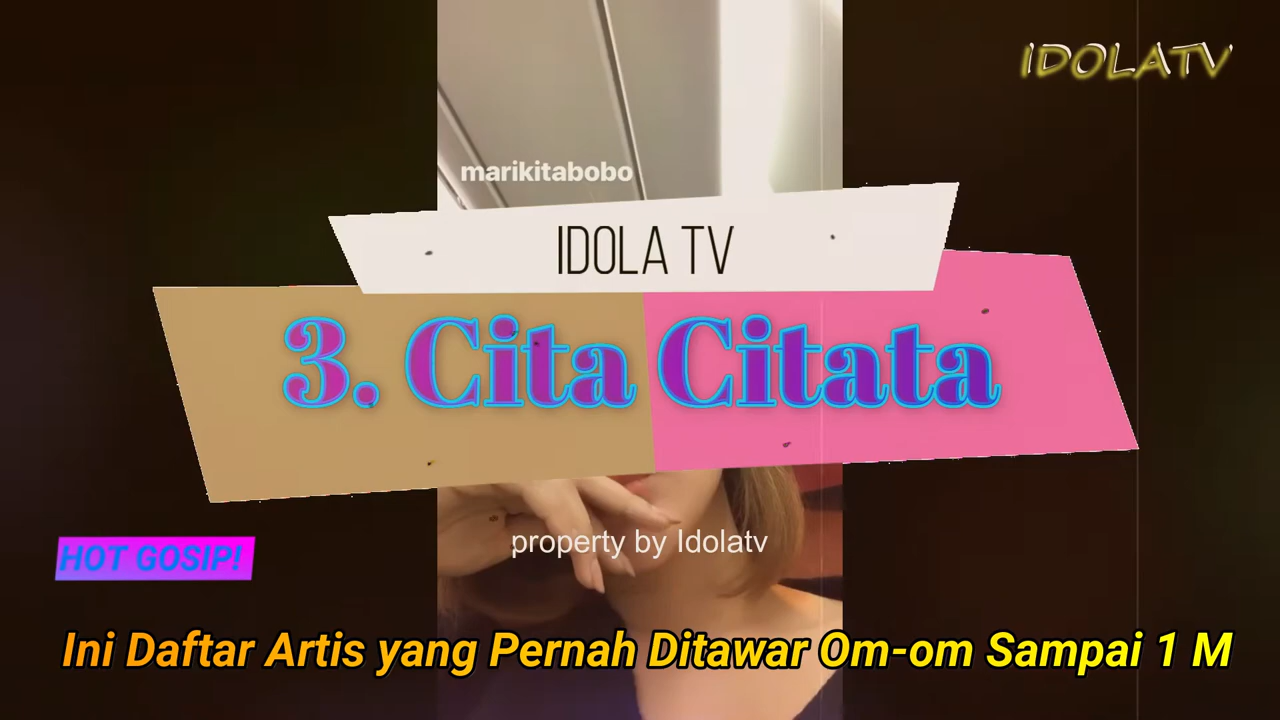 IDOLATV
marikitabobo
IDOLA TV
3. Cita Citata
property by Idolatv
HOT GOSIP!
Ini Daftar Artis yang Pernah Ditawar Om-om Sampai 1 M